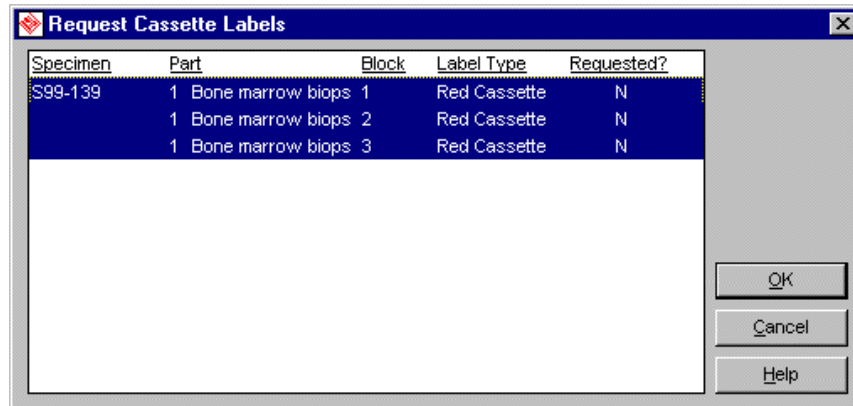 Request Cassette Labels
Specimen Part Block Label Type Requested?
S99-139 1 Bone marrow biops 1 Red Cassette N
1 Bone marrow biops 2 Red Cassette N
1 Bone marrow biops 3 Red Cassette N
OK
Cancel
Help